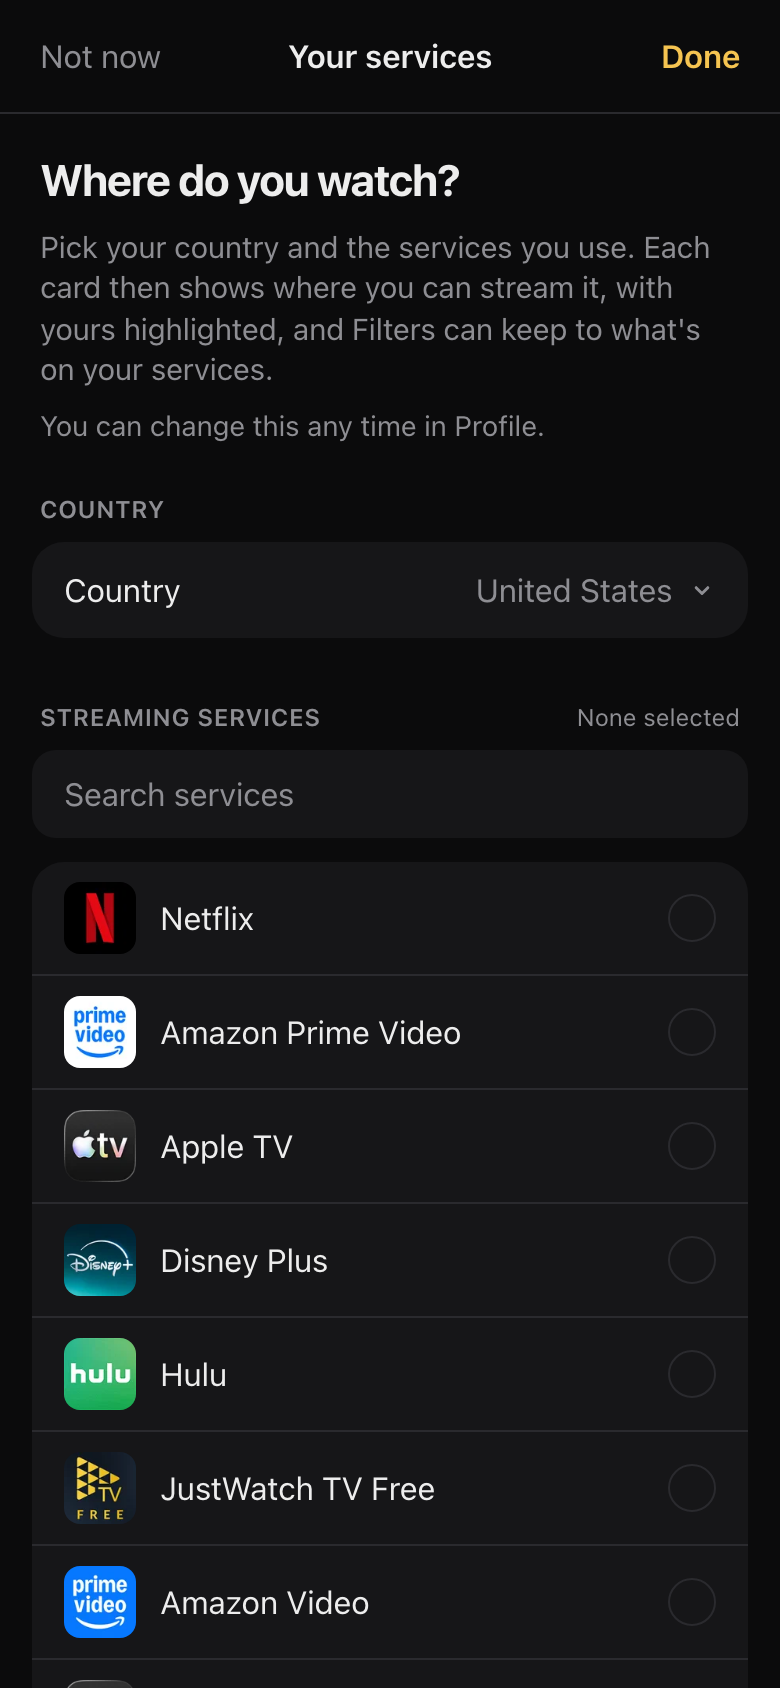 Not now
Your services
Done
Where do you watch?
Pick your country and the services you use. Each
card then shows where you can stream it, with
yours highlighted, and Filters can keep to what's
on your services.
You can change this any time in Profile.
COUNTRY
Country
United States
STREAMING SERVICES
None selected
Search services
N
Netflix
prime
video
Amazon Prime Video
tv
Apple TV
Disney+
Disney Plus
hulu
Hulu
TV
FREE
JustWatch TV Free
prime
video
Amazon Video